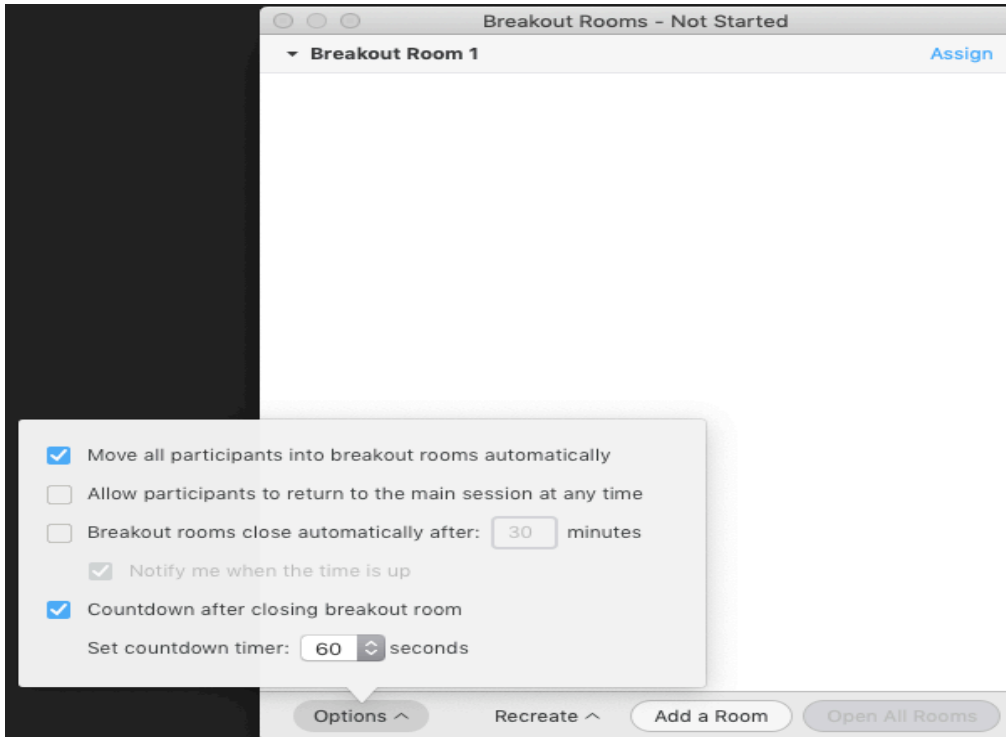 Breakout Rooms - Not Started
Breakout Room 1 Assign
Move all participants into breakout rooms automatically
Allow participants to return to the main session at any time
Breakout rooms close automatically after: 30 minutes
Notify me when the time is up
Countdown after closing breakout room
Set countdown timer: 60 seconds
Options Recreate Add a Room Open All Rooms